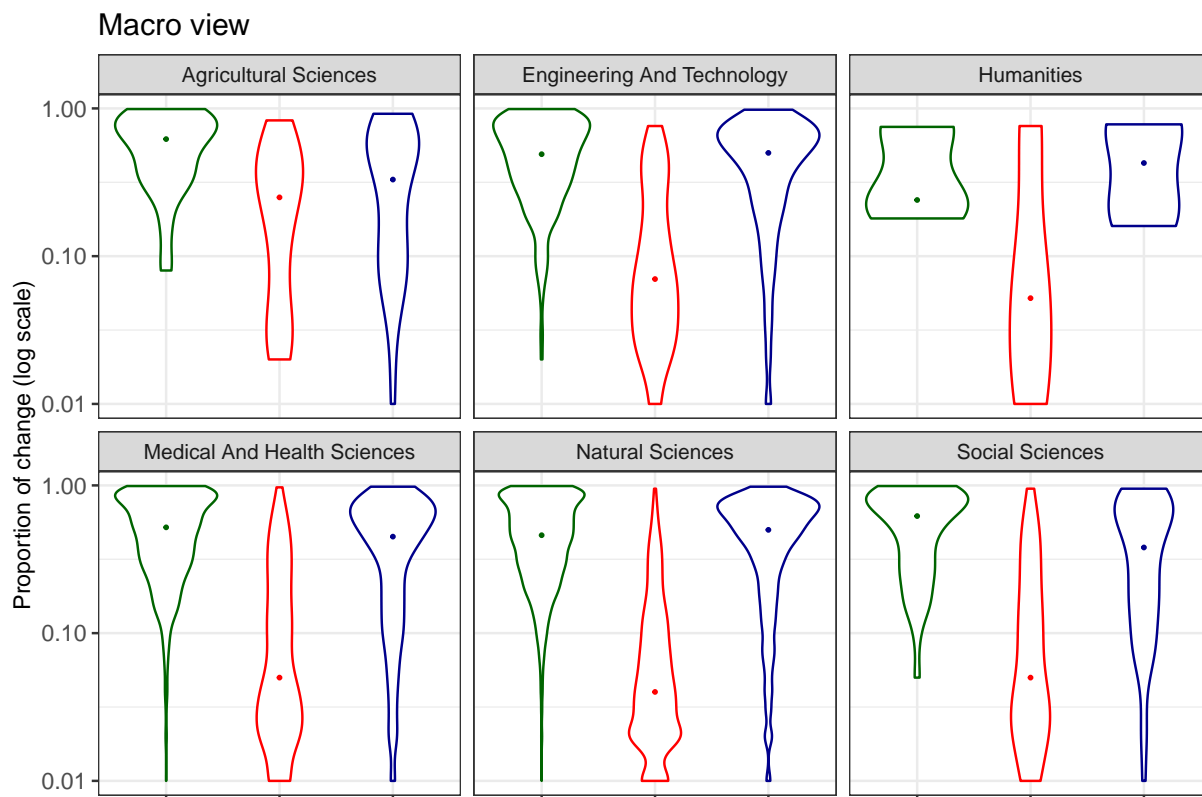 Macro view
Agricultural Sciences
Engineering And Technology
Humanities
1.00
0.10
0.01
Proportion of change (log scale)
Medical And Health Sciences
Natural Sciences
Social Sciences
1.00
0.10
0.01